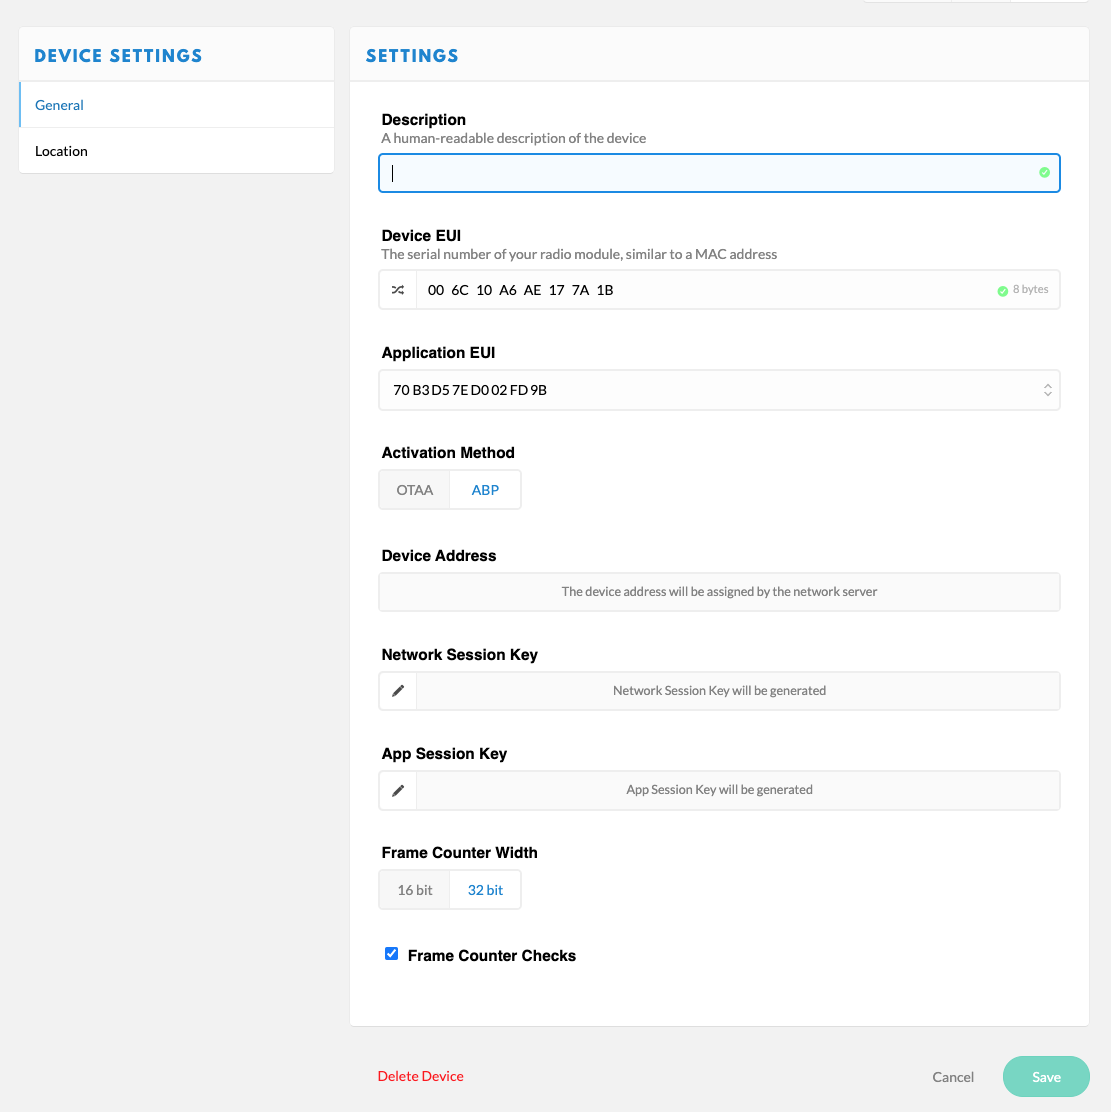 DEVICE SETTINGS
General
Location
SETTINGS
Description
A human-readable description of the device
Device EUI
The serial number of your radio module, similar to a MAC address
00 6C 10 A6 AE 17 7A 1B
8 bytes
Application EUI
70 B3 D5 7E D0 02 FD 9B
Activation Method
OTAA ABP
Device Address
The device address will be assigned by the network server
Network Session Key
Network Session Key will be generated
App Session Key
App Session Key will be generated
Frame Counter Width
16 bit 32 bit
Frame Counter Checks
Delete Device
Cancel
Save